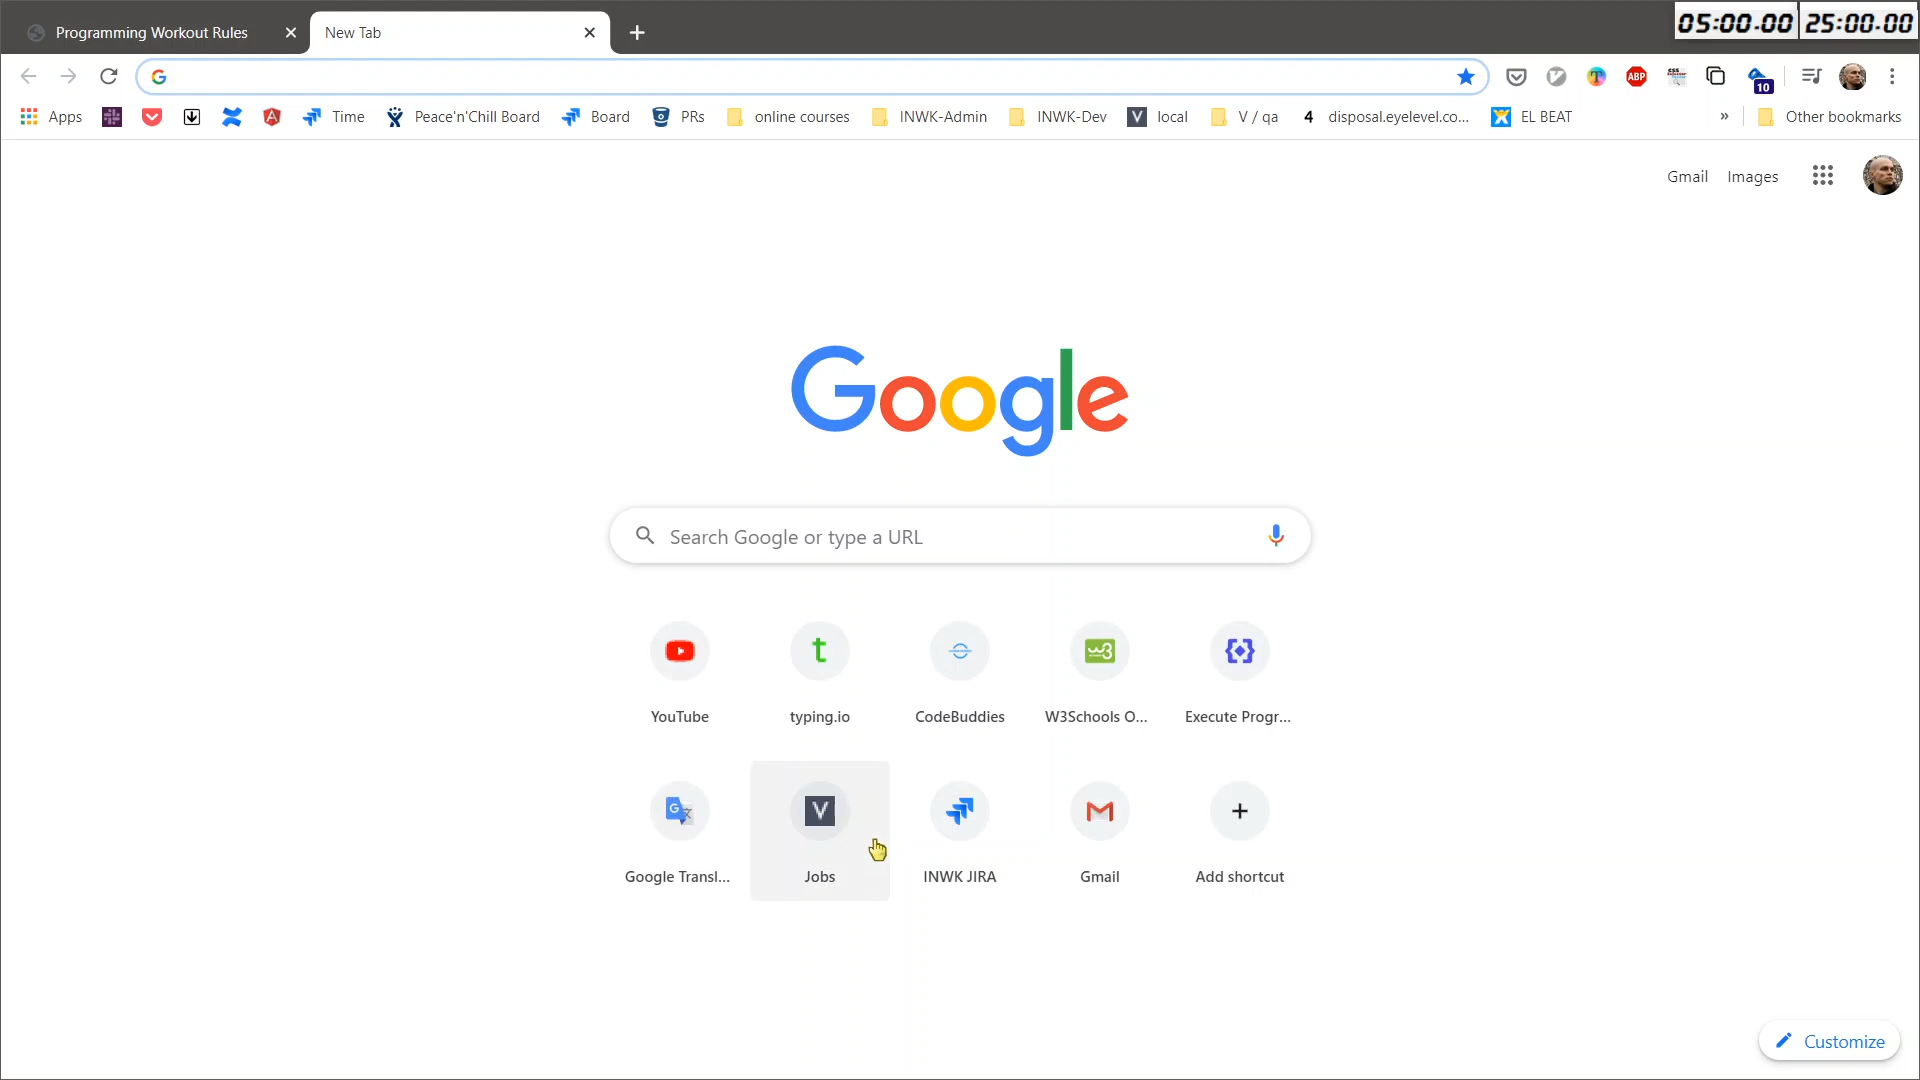 Programming Workout Rules
New Tab
05:00.00 25:00.00
ABP
10
Apps
Time
Peace'n'Chill Board
Board
PRs
online courses
INWK-Admin
INWK-Dev
V local
V / qa
4 disposal.eyelevel.co...
EL BEAT
»
Other bookmarks
Gmail Images
Google
Search Google or type a URL
YouTube typing.io CodeBuddies W3Schools O... Execute Progr...
Google Transl... Jobs INWK JIRA Gmail Add shortcut
Customize